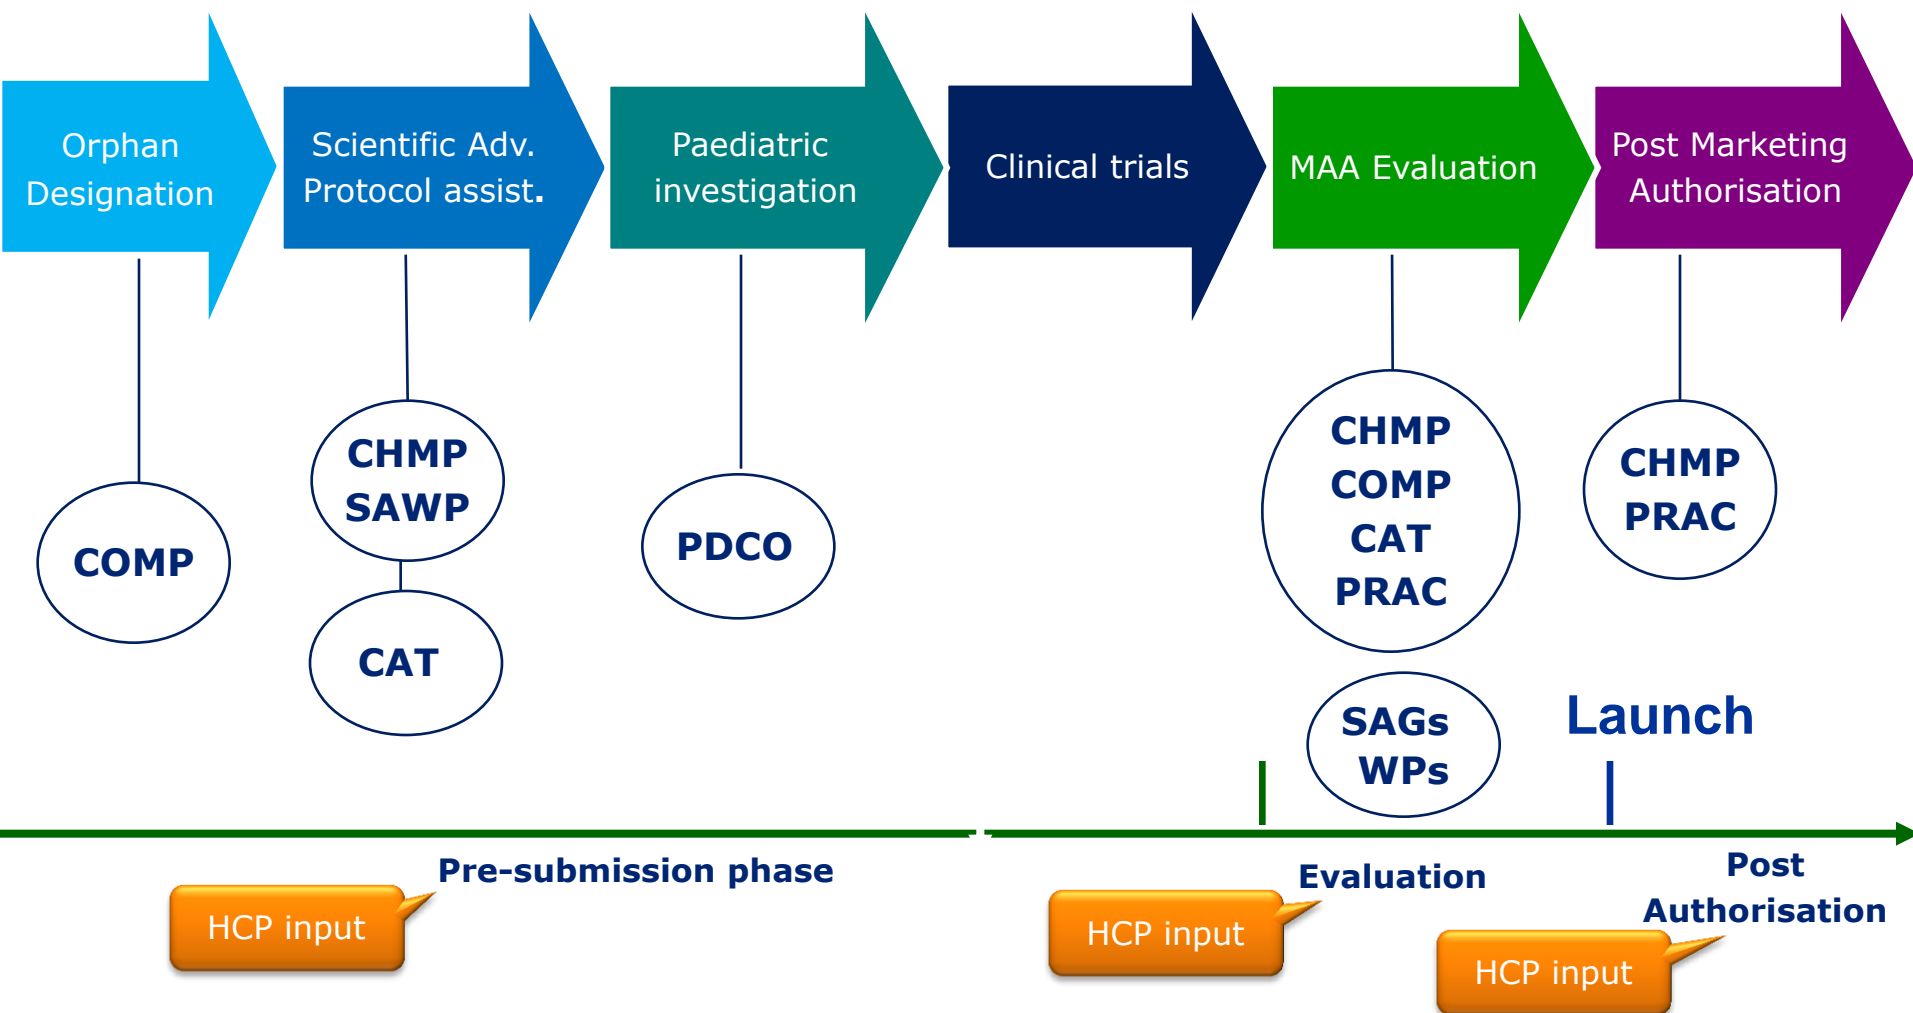 Orphan
Designation
Scientific Adv.
Protocol assist.
Paediatric
investigation
Clinical trials
MAA Evaluation
Post Marketing
Authorisation
COMP
CHMP
SAWP
CAT
PDCO
CHMP
COMP
CAT
PRAC
SAGs
WPs
CHMP
PRAC
Launch
Pre-submission phase
HCP input
Evaluation
HCP input
Post
Authorisation
HCP input